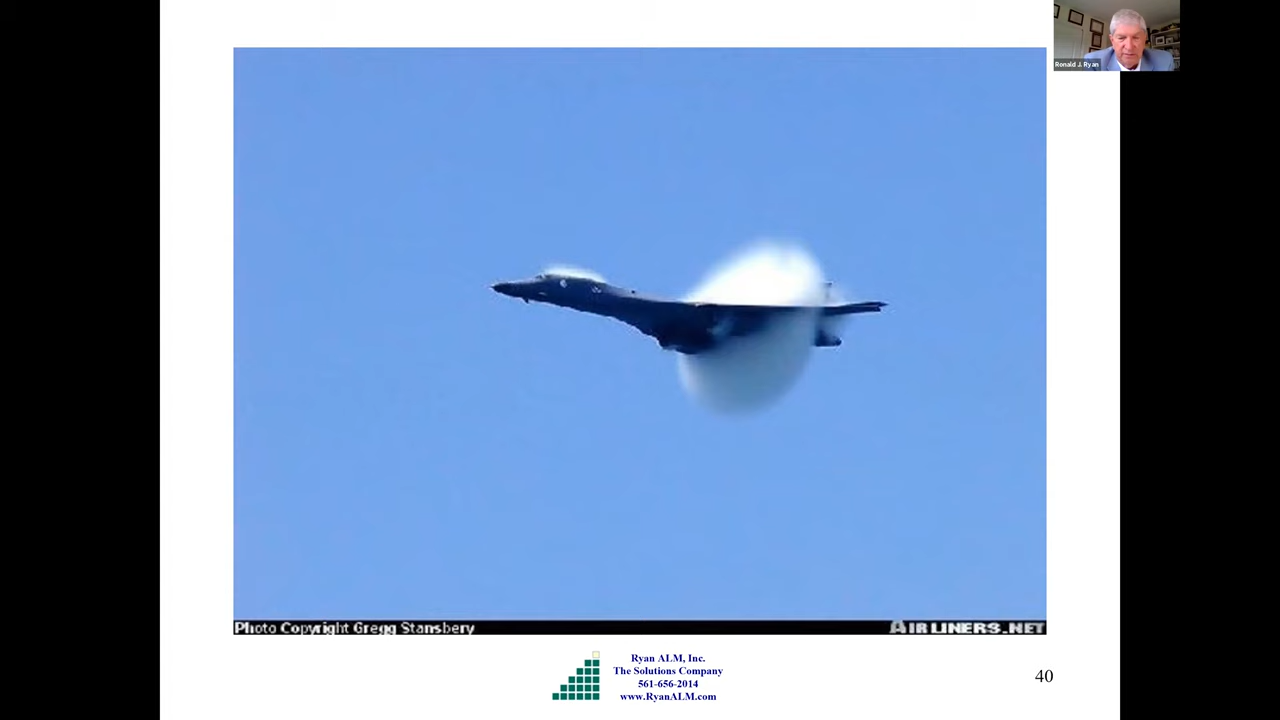 Ronald J. Ryan
Photo Copyright Gregg Stansbery
AIRLINERS.NET
Ryan ALM, Inc.
The Solutions Company
561-656-2014
www.RyanALM.com
40